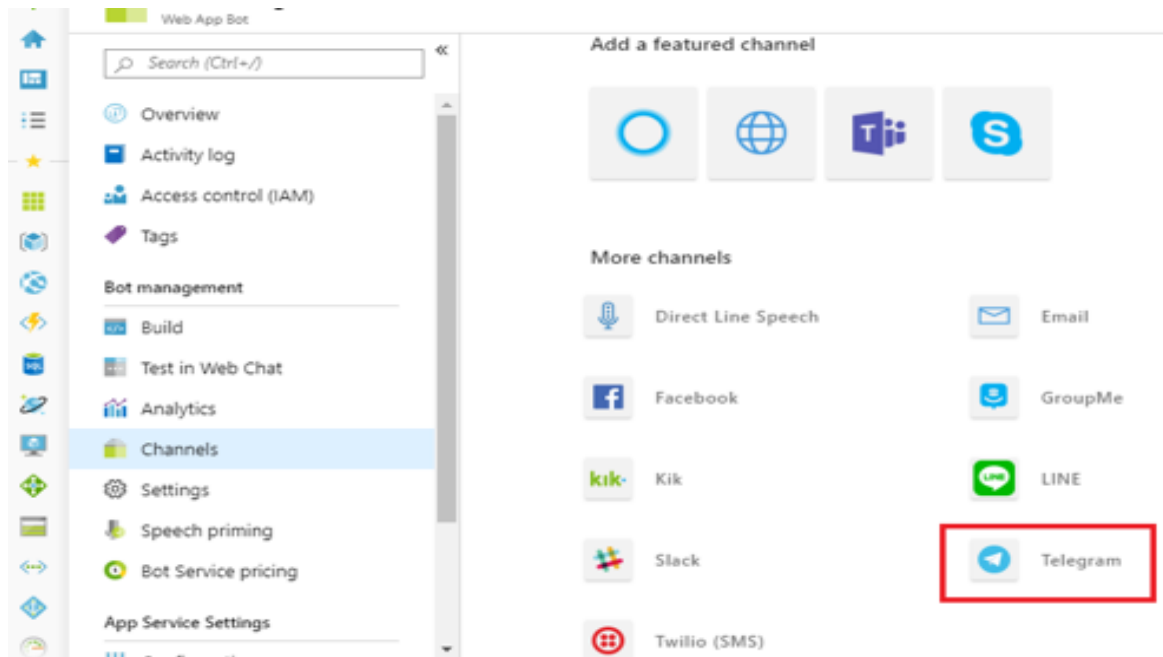 Web App Bot
Search (Ctrl+/)
«
Overview
Activity log
Access control (IAM)
Tags
Bot management
Build
Test in Web Chat
Analytics
Channels
Settings
Speech priming
Bot Service pricing
App Service Settings
Add a featured channel
T
S
More channels
Direct Line Speech
Email
Facebook
GroupMe
kik.
Kik
LINE
LINE
Slack
Telegram
Twilio (SMS)
SQL